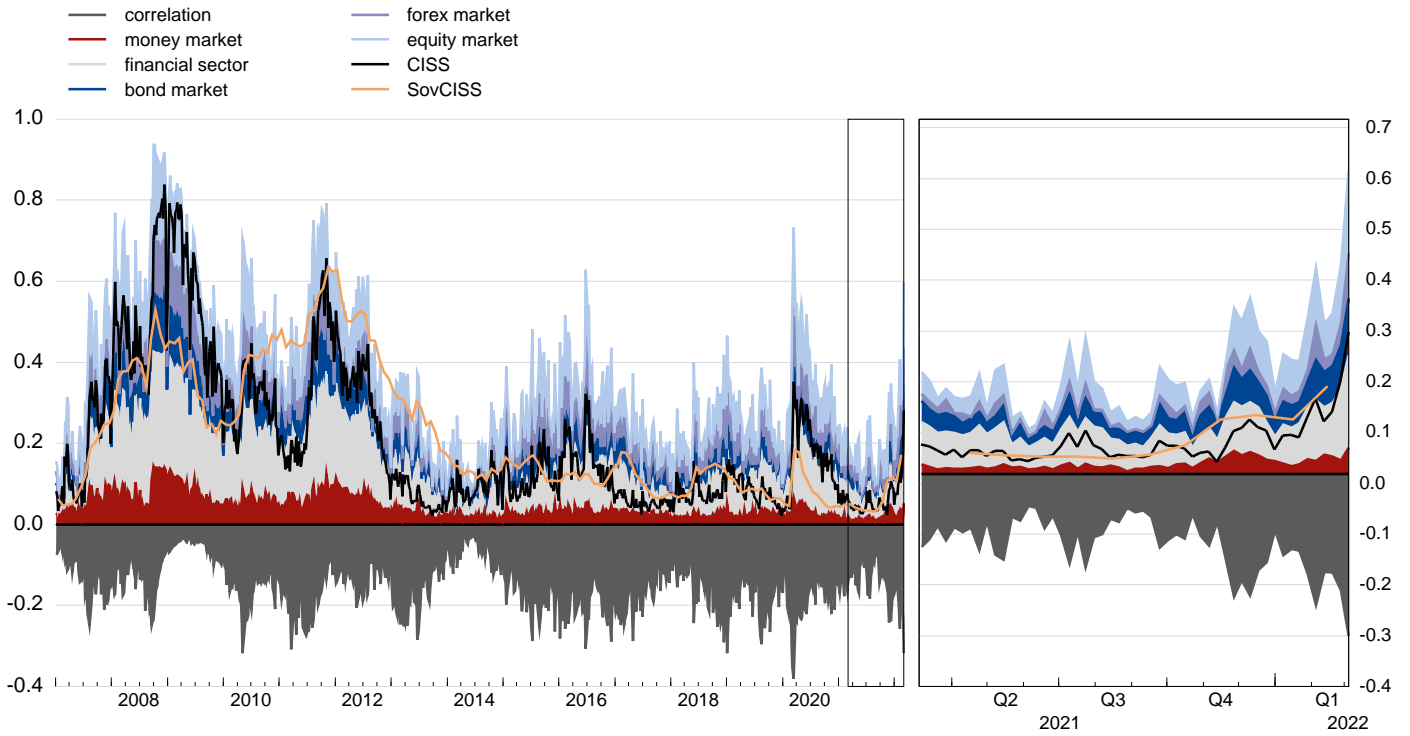 correlation
money market
financial sector
bond market
forex market
equity market
CISS
SovCISS
1.0
0.8
0.6
0.4
0.2
0.0
-0.2
-0.4
2008 2010 2012 2014 2016 2018 2020
0.7
0.6
0.5
0.4
0.3
0.2
0.1
0.0
-0.1
-0.2
-0.3
-0.4
Q2 Q3 Q4 Q1
2021 2022